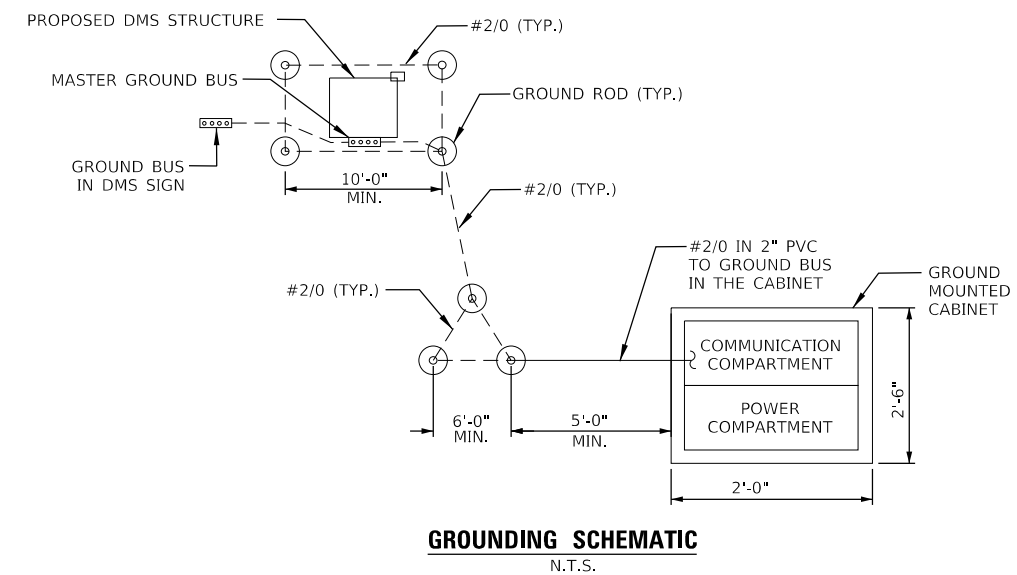 PROPOSED DMS STRUCTURE
#2/0 (TYP.)
MASTER GROUND BUS
GROUND ROD (TYP.)
GROUND BUS
IN DMS SIGN
10'-0"
MIN.
#2/0 (TYP.)
#2/0 IN 2" PVC
TO GROUND BUS
IN THE CABINET
GROUND
MOUNTED
CABINET
#2/0 (TYP.)
COMMUNICATION
COMPARTMENT
POWER
COMPARTMENT
2'-6"
6'-0"
MIN.
5'-0"
MIN.
2'-0"
GROUNDING SCHEMATIC
N.T.S.